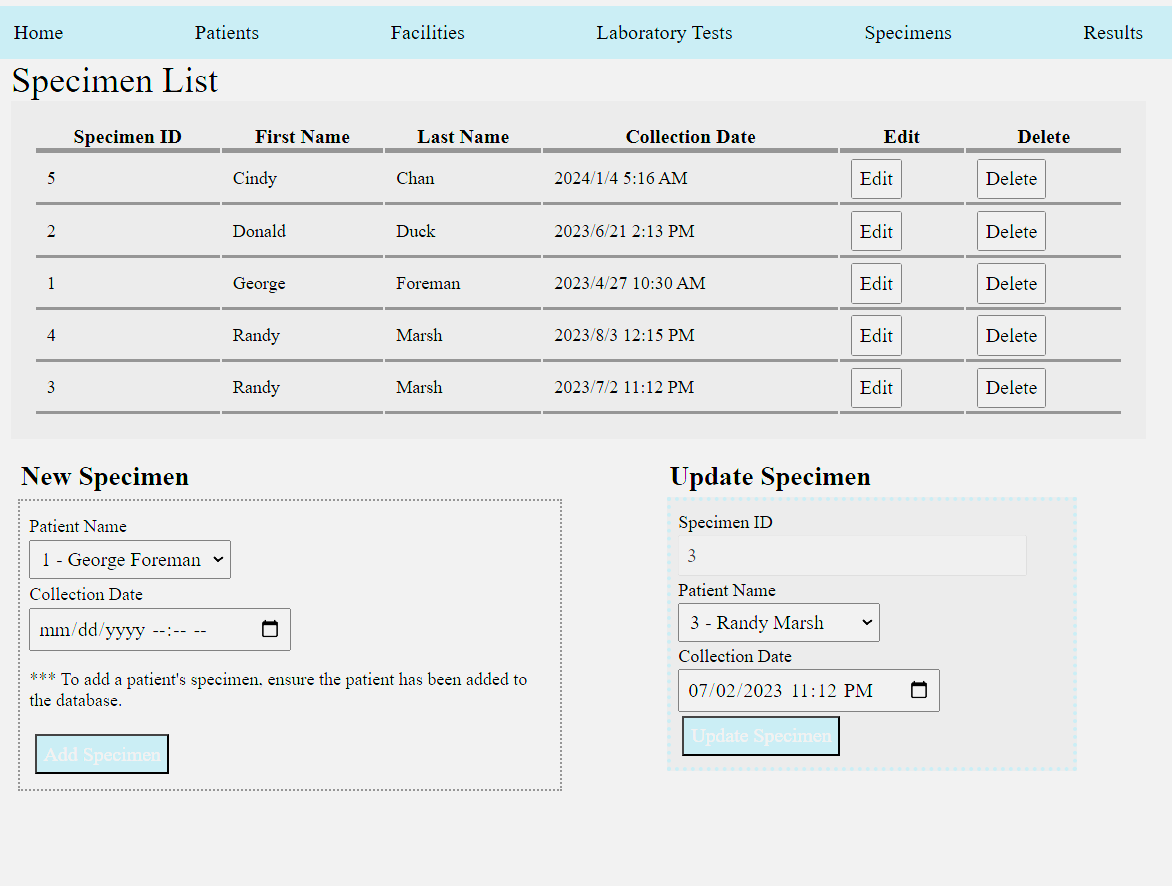 Home Patients Facilities Laboratory Tests Specimens Results
Specimen List
Specimen ID First Name Last Name Collection Date Edit Delete
5 Cindy Chan 2024/1/4 5:16 AM Edit Delete
2 Donald Duck 2023/6/21 2:13 PM Edit Delete
1 George Foreman 2023/4/27 10:30 AM Edit Delete
4 Randy Marsh 2023/8/3 12:15 PM Edit Delete
3 Randy Marsh 2023/7/2 11:12 PM Edit Delete
New Specimen
Patient Name
1 - George Foreman
Collection Date
mm/dd/yyyy --:-- --
*** To add a patient's specimen, ensure the patient has been added to
the database.
Add Specimen
Update Specimen
Specimen ID
3
Patient Name
3 - Randy Marsh
Collection Date
07/02/2023 11:12 PM
Update Specimen